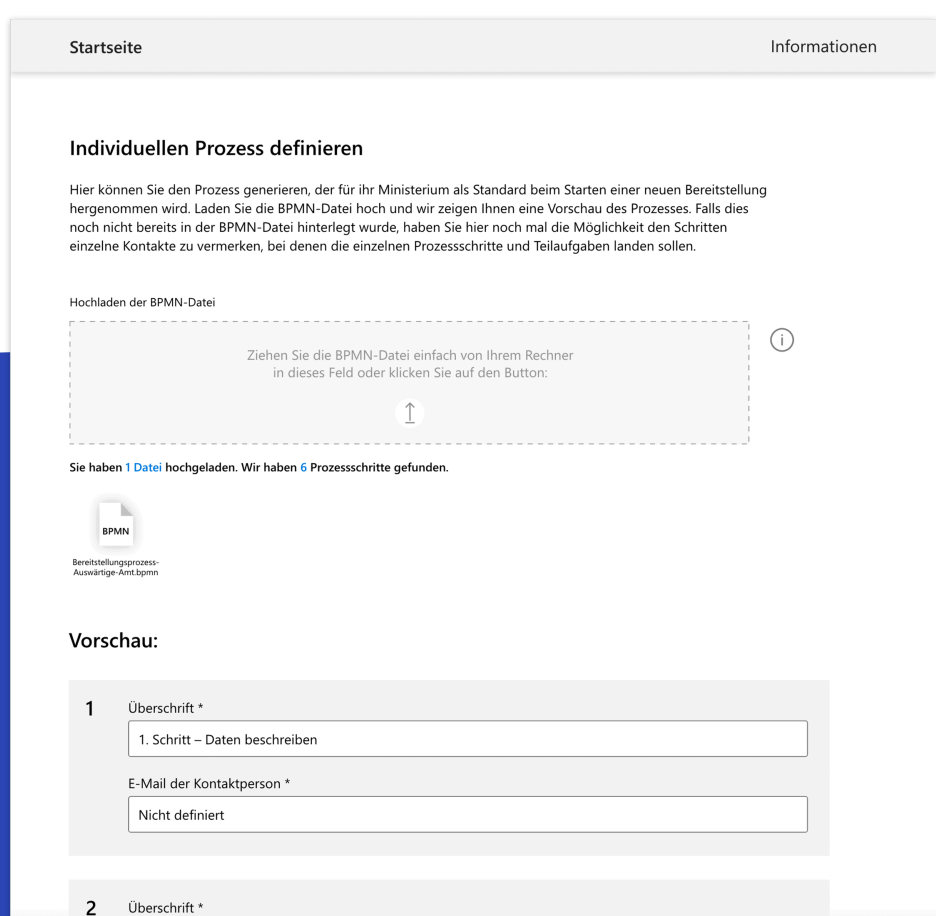 Startseite
Informationen
Individuellen Prozess definieren
Hier können Sie den Prozess generieren, der für ihr Ministerium als Standard beim Starten einer neuen Bereitstellung
hergenommen wird. Laden Sie die BPMN-Datei hoch und wir zeigen Ihnen eine Vorschau des Prozesses. Falls dies
noch nicht bereits in der BPMN-Datei hinterlegt wurde, haben Sie hier noch mal die Möglichkeit den Schritten
einzelne Kontakte zu vermerken, bei denen die einzelnen Prozessschritte und Teilaufgaben landen sollen.
Hochladen der BPMN-Datei
Ziehen Sie die BPMN-Datei einfach von Ihrem Rechner
in dieses Feld oder klicken Sie auf den Button:
i
Sie haben 1 Datei hochgeladen. Wir haben 6 Prozessschritte gefunden.
BPMN
Bereitstellungsprozess-
Auswärtige-Amt.bpmn
Vorschau:
1
Überschrift *
1. Schritt – Daten beschreiben
E-Mail der Kontaktperson *
Nicht definiert
2
Überschrift *